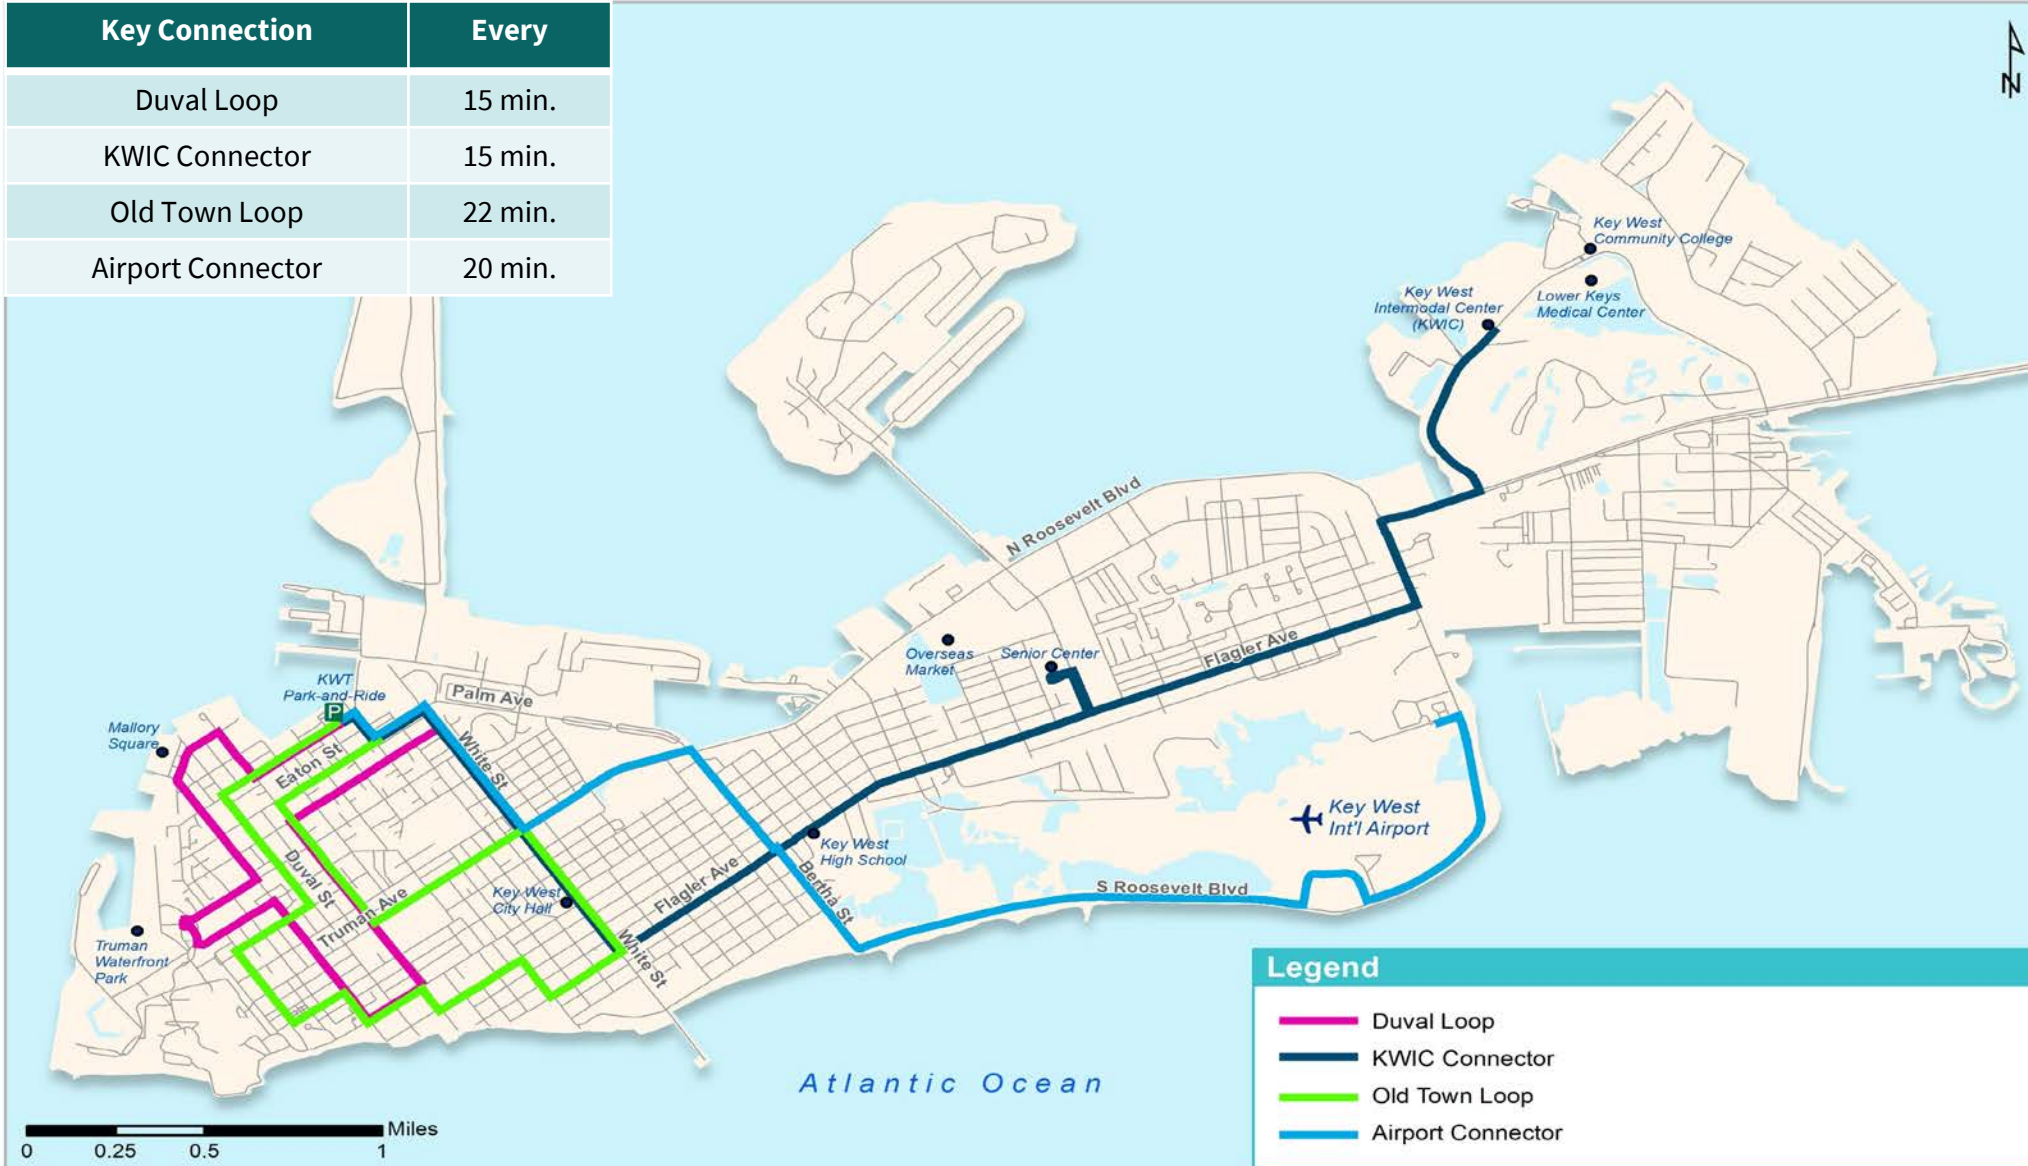 Key Connection Every
Duval Loop 15 min.
KWIC Connector 15 min.
Old Town Loop 22 min.
Airport Connector 20 min.
N
Key West
Community College
Key West
Intermodal Center
(KWIC)
Lower Keys
Medical Center
N Roosevelt Blvd
Overseas
Market
Senior Center
Flagler Ave
KWT
Park-and-Ride
P
Palm Ave
Mallory
Square
Eaton St
White St
Key West
Int'l Airport
Key West
High School
Duval St
Truman Ave
Key West
City Hall
Flagler Ave
Bertha St
S Roosevelt Blvd
White St
Truman
Waterfront
Park
Atlantic Ocean
Miles
0 0.25 0.5 1
Legend
Duval Loop
KWIC Connector
Old Town Loop
Airport Connector